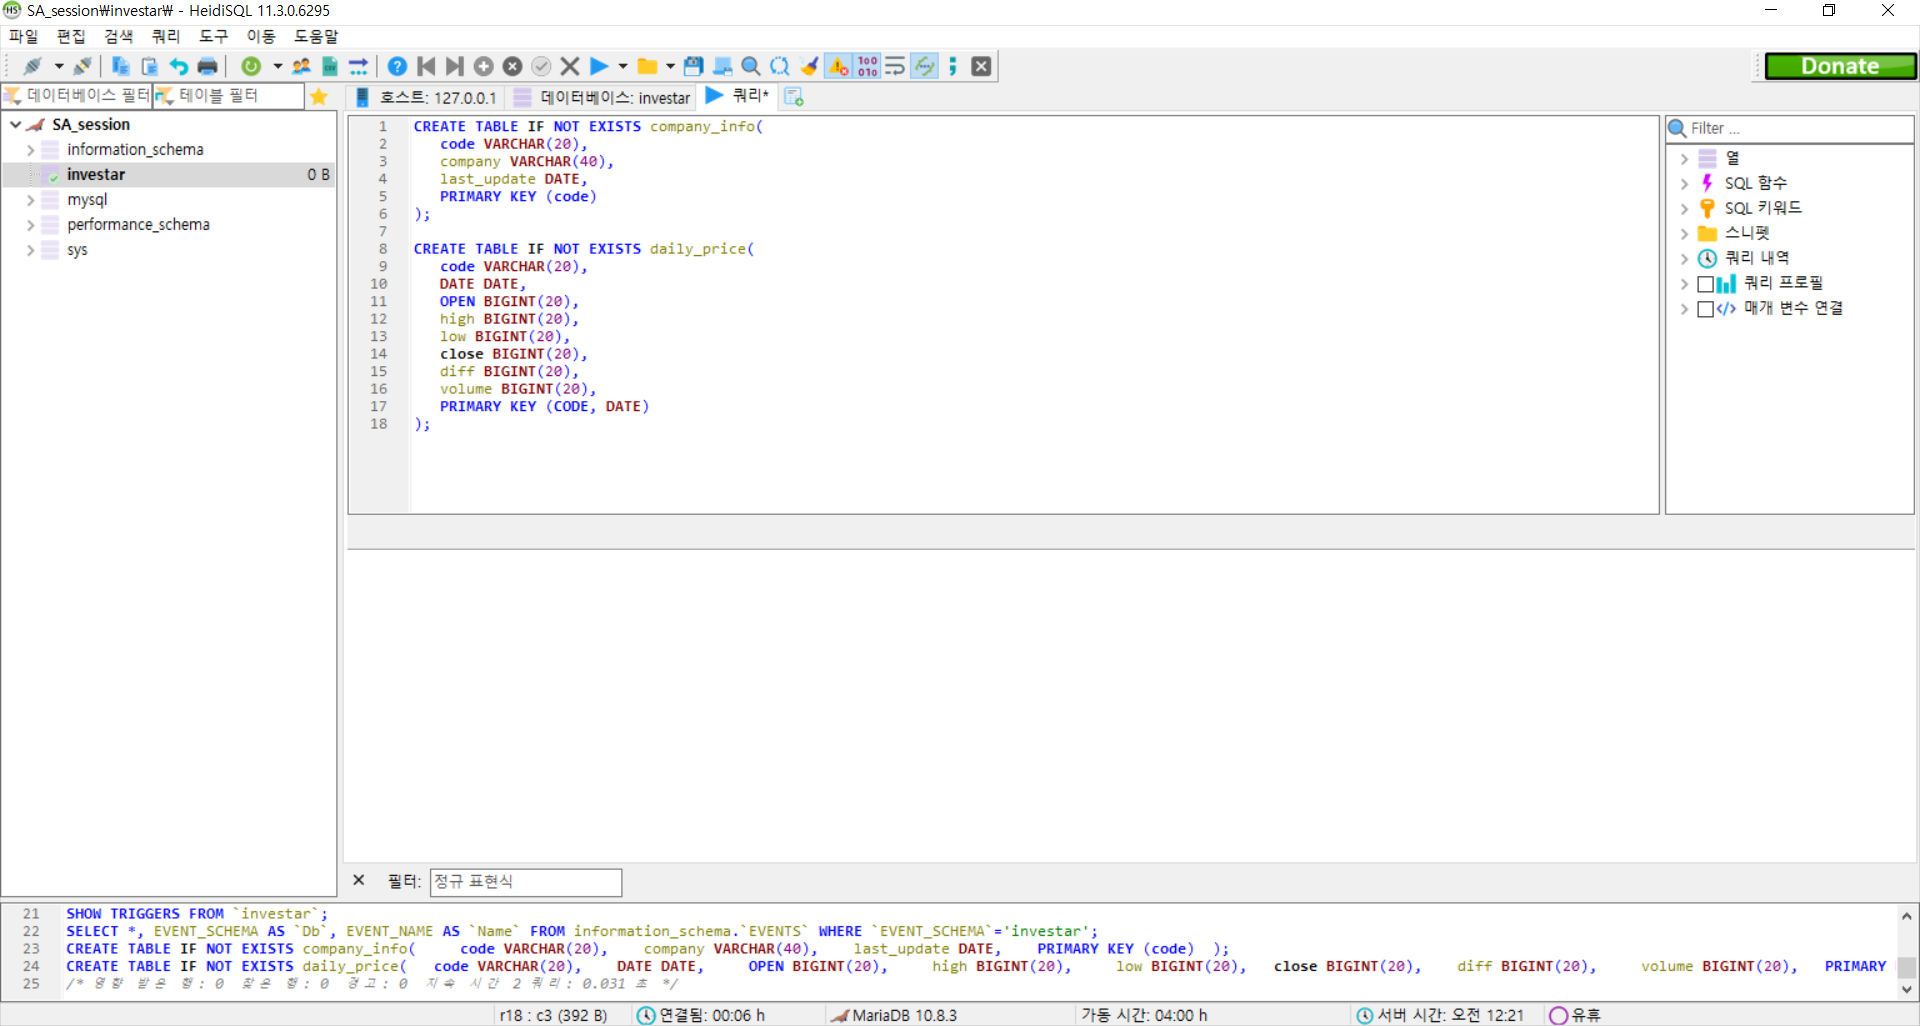 SA_session₩investar₩ - HeidiSQL 11.3.0.6295
파일 편집 검색 쿼리 도구 이동 도움말
Donate
데이터베이스 필터 테이블 필터
호스트: 127.0.0.1 데이터베이스: investar 쿼리*
SA_session
information_schema
investar 0 B
mysql
performance_schema
sys
1 CREATE TABLE IF NOT EXISTS company_info(
2 code VARCHAR(20),
3 company VARCHAR(40),
4 last_update DATE,
5 PRIMARY KEY (code)
6 );
7
8 CREATE TABLE IF NOT EXISTS daily_price(
9 code VARCHAR(20),
10 DATE DATE,
11 OPEN BIGINT(20),
12 high BIGINT(20),
13 low BIGINT(20),
14 close BIGINT(20),
15 diff BIGINT(20),
16 volume BIGINT(20),
17 PRIMARY KEY (CODE, DATE)
18 );
Filter ...
열
SQL 함수
SQL 키워드
스니펫
쿼리 내역
쿼리 프로필
매개 변수 연결
필터: 정규 표현식
21 SHOW TRIGGERS FROM `investar`;
22 SELECT *, EVENT_SCHEMA AS `Db`, EVENT_NAME AS `Name` FROM information_schema.`EVENTS` WHERE `EVENT_SCHEMA`='investar';
23 CREATE TABLE IF NOT EXISTS company_info( code VARCHAR(20), company VARCHAR(40), last_update DATE, PRIMARY KEY (code) );
24 CREATE TABLE IF NOT EXISTS daily_price( code VARCHAR(20), DATE DATE, OPEN BIGINT(20), high BIGINT(20), low BIGINT(20), close BIGINT(20), diff BIGINT(20), volume BIGINT(20), PRIMARY
25 /* 영향 받은 행: 0 찾은 행: 0 경고: 0 지속 시간 2 쿼리: 0.031 초 */
r18 : c3 (392 B) 연결됨: 00:06 h MariaDB 10.8.3 가동 시간: 04:00 h 서버 시간: 오전 12:21 유휴